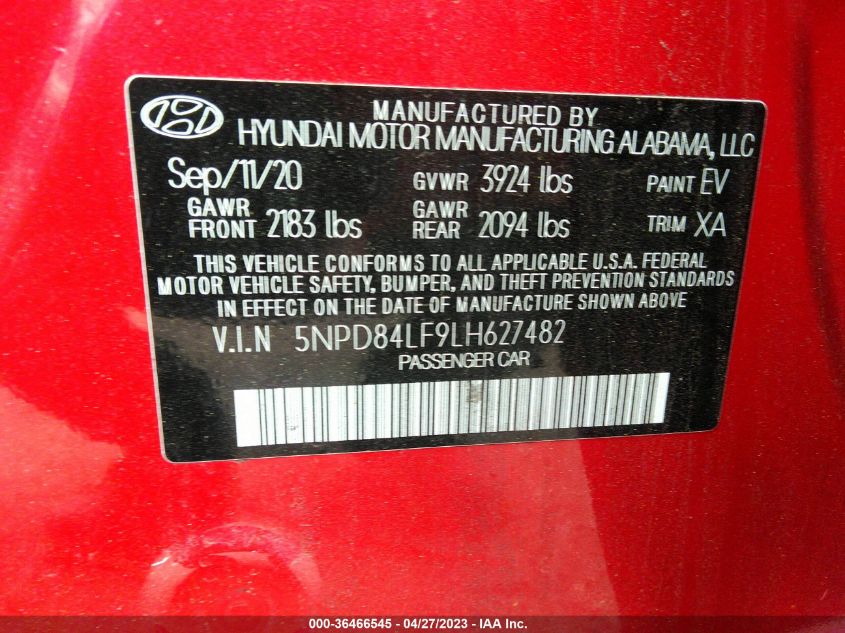 MANUFACTURED BY
HYUNDAI MOTOR MANUFACTURING ALABAMA, LLC
Sep/11/20 GVWR 3924 lbs PAINT EV
GAWR FRONT 2183 lbs GAWR REAR 2094 lbs TRIM XA
THIS VEHICLE CONFORMS TO ALL APPLICABLE U.S.A. FEDERAL
MOTOR VEHICLE SAFETY, BUMPER, AND THEFT PREVENTION STANDARDS
IN EFFECT ON THE DATE OF MANUFACTURE SHOWN ABOVE
V.I.N 5NPD84LF9LH627482
PASSENGER CAR
000-36466545 - 04/27/2023 - IAA Inc.